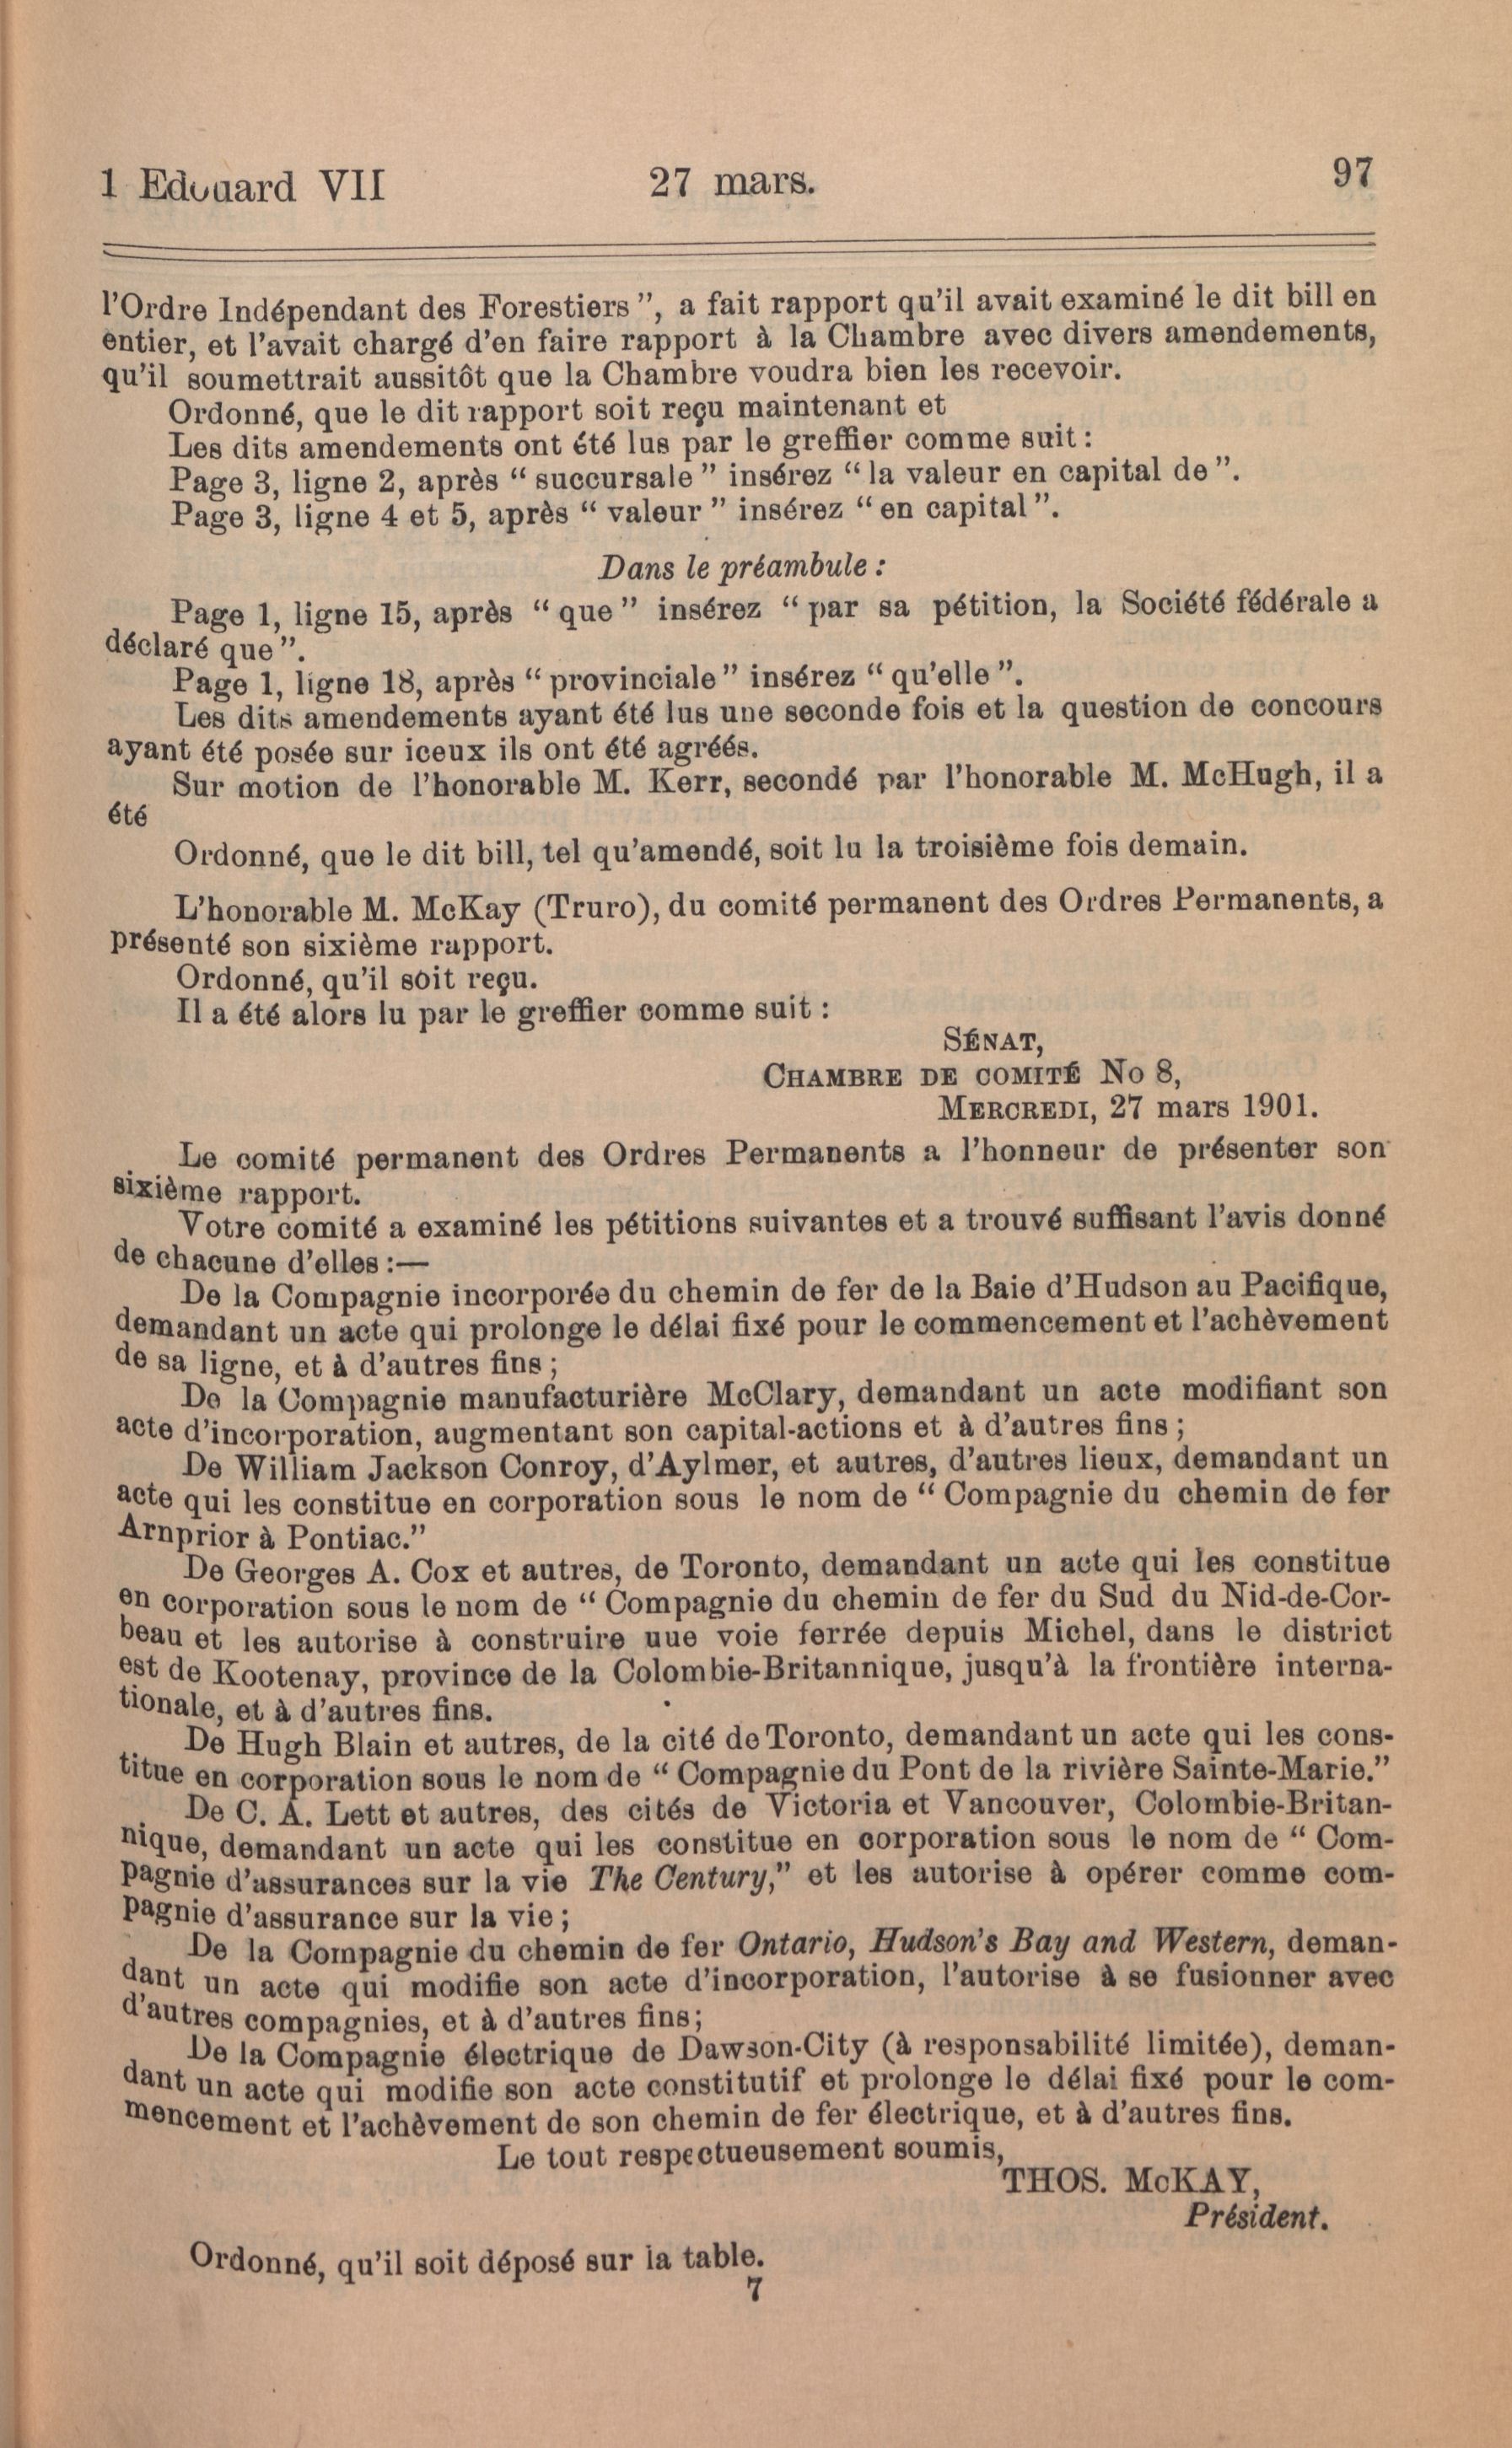 1 Edouard VII 27 mars. 97
l'Ordre Indépendant des Forestiers", a fait rapport qu'il avait examiné le dit bill en
entier, et l'avait chargé d'en faire rapport à la Chambre avec divers amendements,
qu'il soumettrait aussitôt que la Chambre voudra bien les recevoir.
Ordonné, que le dit rapport soit reçu maintenant et
Les dits amendements ont été lus par le greffier comme suit :
Page 3, ligne 2, après " succursale " insérez " la valeur en capital de ".
Page 3, ligne 4 et 5, après " valeur " insérez " en capital ".
Dans le préambule :
Page 1, ligne 15, après " que " insérez " par sa pétition, la Société fédérale a
déclaré que ".
Page 1, ligne 18, après " provinciale " insérez " qu'elle ".
Les dits amendements ayant été lus une seconde fois et la question de concours
ayant été posée sur iceux ils ont été agréés.
Sur motion de l'honorable M. Kerr, secondé par l'honorable M. McHugh, il a
été
Ordonné, que le dit bill, tel qu'amendé, soit lu la troisième fois demain.
L'honorable M. McKay (Truro), du comité permanent des Ordres Permanents, a
présenté son sixième rapport.
Ordonné, qu'il soit reçu.
Il a été alors lu par le greffier comme suit :
SÉNAT,
CHAMBRE DE COMITÉ No 8,
MERCREDI, 27 mars 1901.
Le comité permanent des Ordres Permanents a l'honneur de présenter son
sixième rapport.
Votre comité a examiné les pétitions suivantes et a trouvé suffisant l'avis donné
de chacune d'elles :—
De la Compagnie incorporée du chemin de fer de la Baie d'Hudson au Pacifique,
demandant un acte qui prolonge le délai fixé pour le commencement et l'achèvement
de sa ligne, et à d'autres fins ;
De la Compagnie manufacturière McClary, demandant un acte modifiant son
acte d'incorporation, augmentant son capital-actions et à d'autres fins ;
De William Jackson Conroy, d'Aylmer, et autres, d'autres lieux, demandant un
acte qui les constitue en corporation sous le nom de " Compagnie du chemin de fer
Arnprior à Pontiac."
De Georges A. Cox et autres, de Toronto, demandant un acte qui les constitue
en corporation sous le nom de " Compagnie du chemin de fer du Sud du Nid-de-Cor-
beau et les autorise à construire uue voie ferrée depuis Michel, dans le district
est de Kootenay, province de la Colombie-Britannique, jusqu'à la frontière interna-
tionale, et à d'autres fins.
De Hugh Blain et autres, de la cité de Toronto, demandant un acte qui les cons-
titue en corporation sous le nom de " Compagnie du Pont de la rivière Sainte-Marie."
De C. A. Lett et autres, des cités de Victoria et Vancouver, Colombie-Britan-
nique, demandant un acte qui les constitue en corporation sous le nom de " Com-
pagnie d'assurances sur la vie The Century," et les autorise à opérer comme com-
pagnie d'assurance sur la vie ;
De la Compagnie du chemin de fer Ontario, Hudson's Bay and Western, deman-
dant un acte qui modifie son acte d'incorporation, l'autorise à se fusionner avec
d'autres compagnies, et à d'autres fins;
De la Compagnie électrique de Dawson-City (à responsabilité limitée), deman-
dant un acte qui modifie son acte constitutif et prolonge le délai fixé pour le com-
mencement et l'achèvement de son chemin de fer électrique, et à d'autres fins.
Le tout respectueusement soumis,
THOS. McKAY,
Président.
Ordonné, qu'il soit déposé sur la table.
7